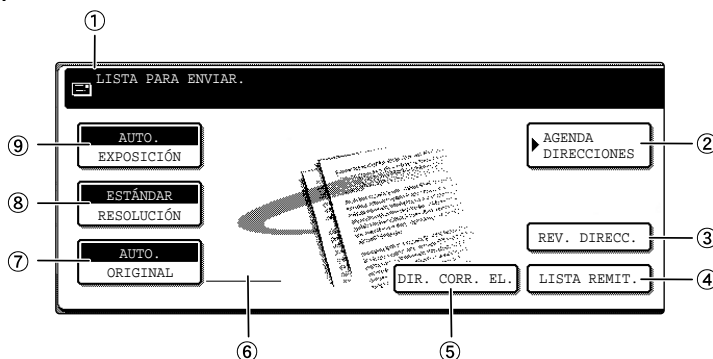 ①
LISTA PARA ENVIAR.
⑨
AUTO.
EXPOSICIÓN
AGENDA
DIRECCIONES
②
⑧
ESTÁNDAR
RESOLUCIÓN
⑦
AUTO.
ORIGINAL
REV. DIRECC.
③
DIR. CORR. EL.
LISTA REMIT.
④
⑥
⑤